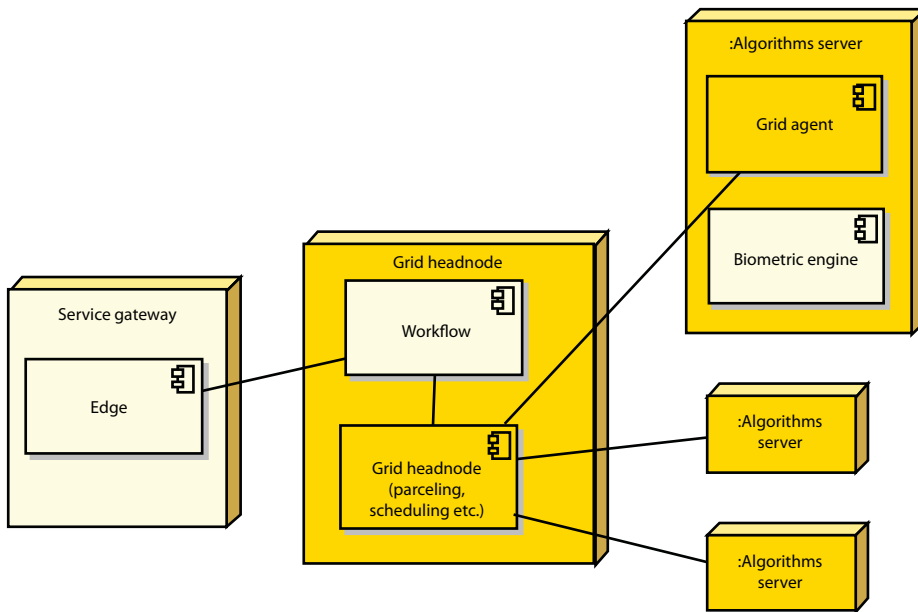 Service gateway
Edge
Grid headnode
Workflow
Grid headnode
(parceling,
scheduling etc.)
:Algorithms server
Grid agent
Biometric engine
:Algorithms
server
:Algorithms
server